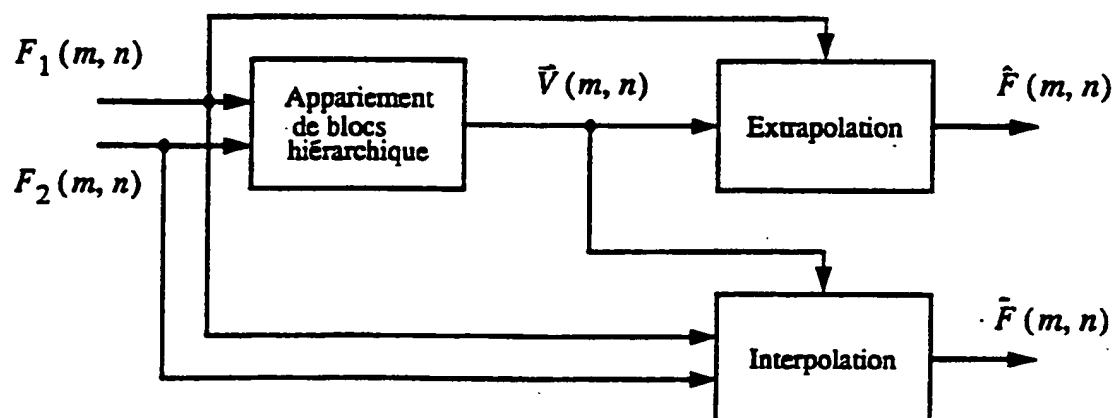 F₁(m, n)
Appariement
de blocs
hiérarchique
V⃗(m, n)
Extrapolation
F̂(m, n)
F₂(m, n)
Interpolation
F̄(m, n)